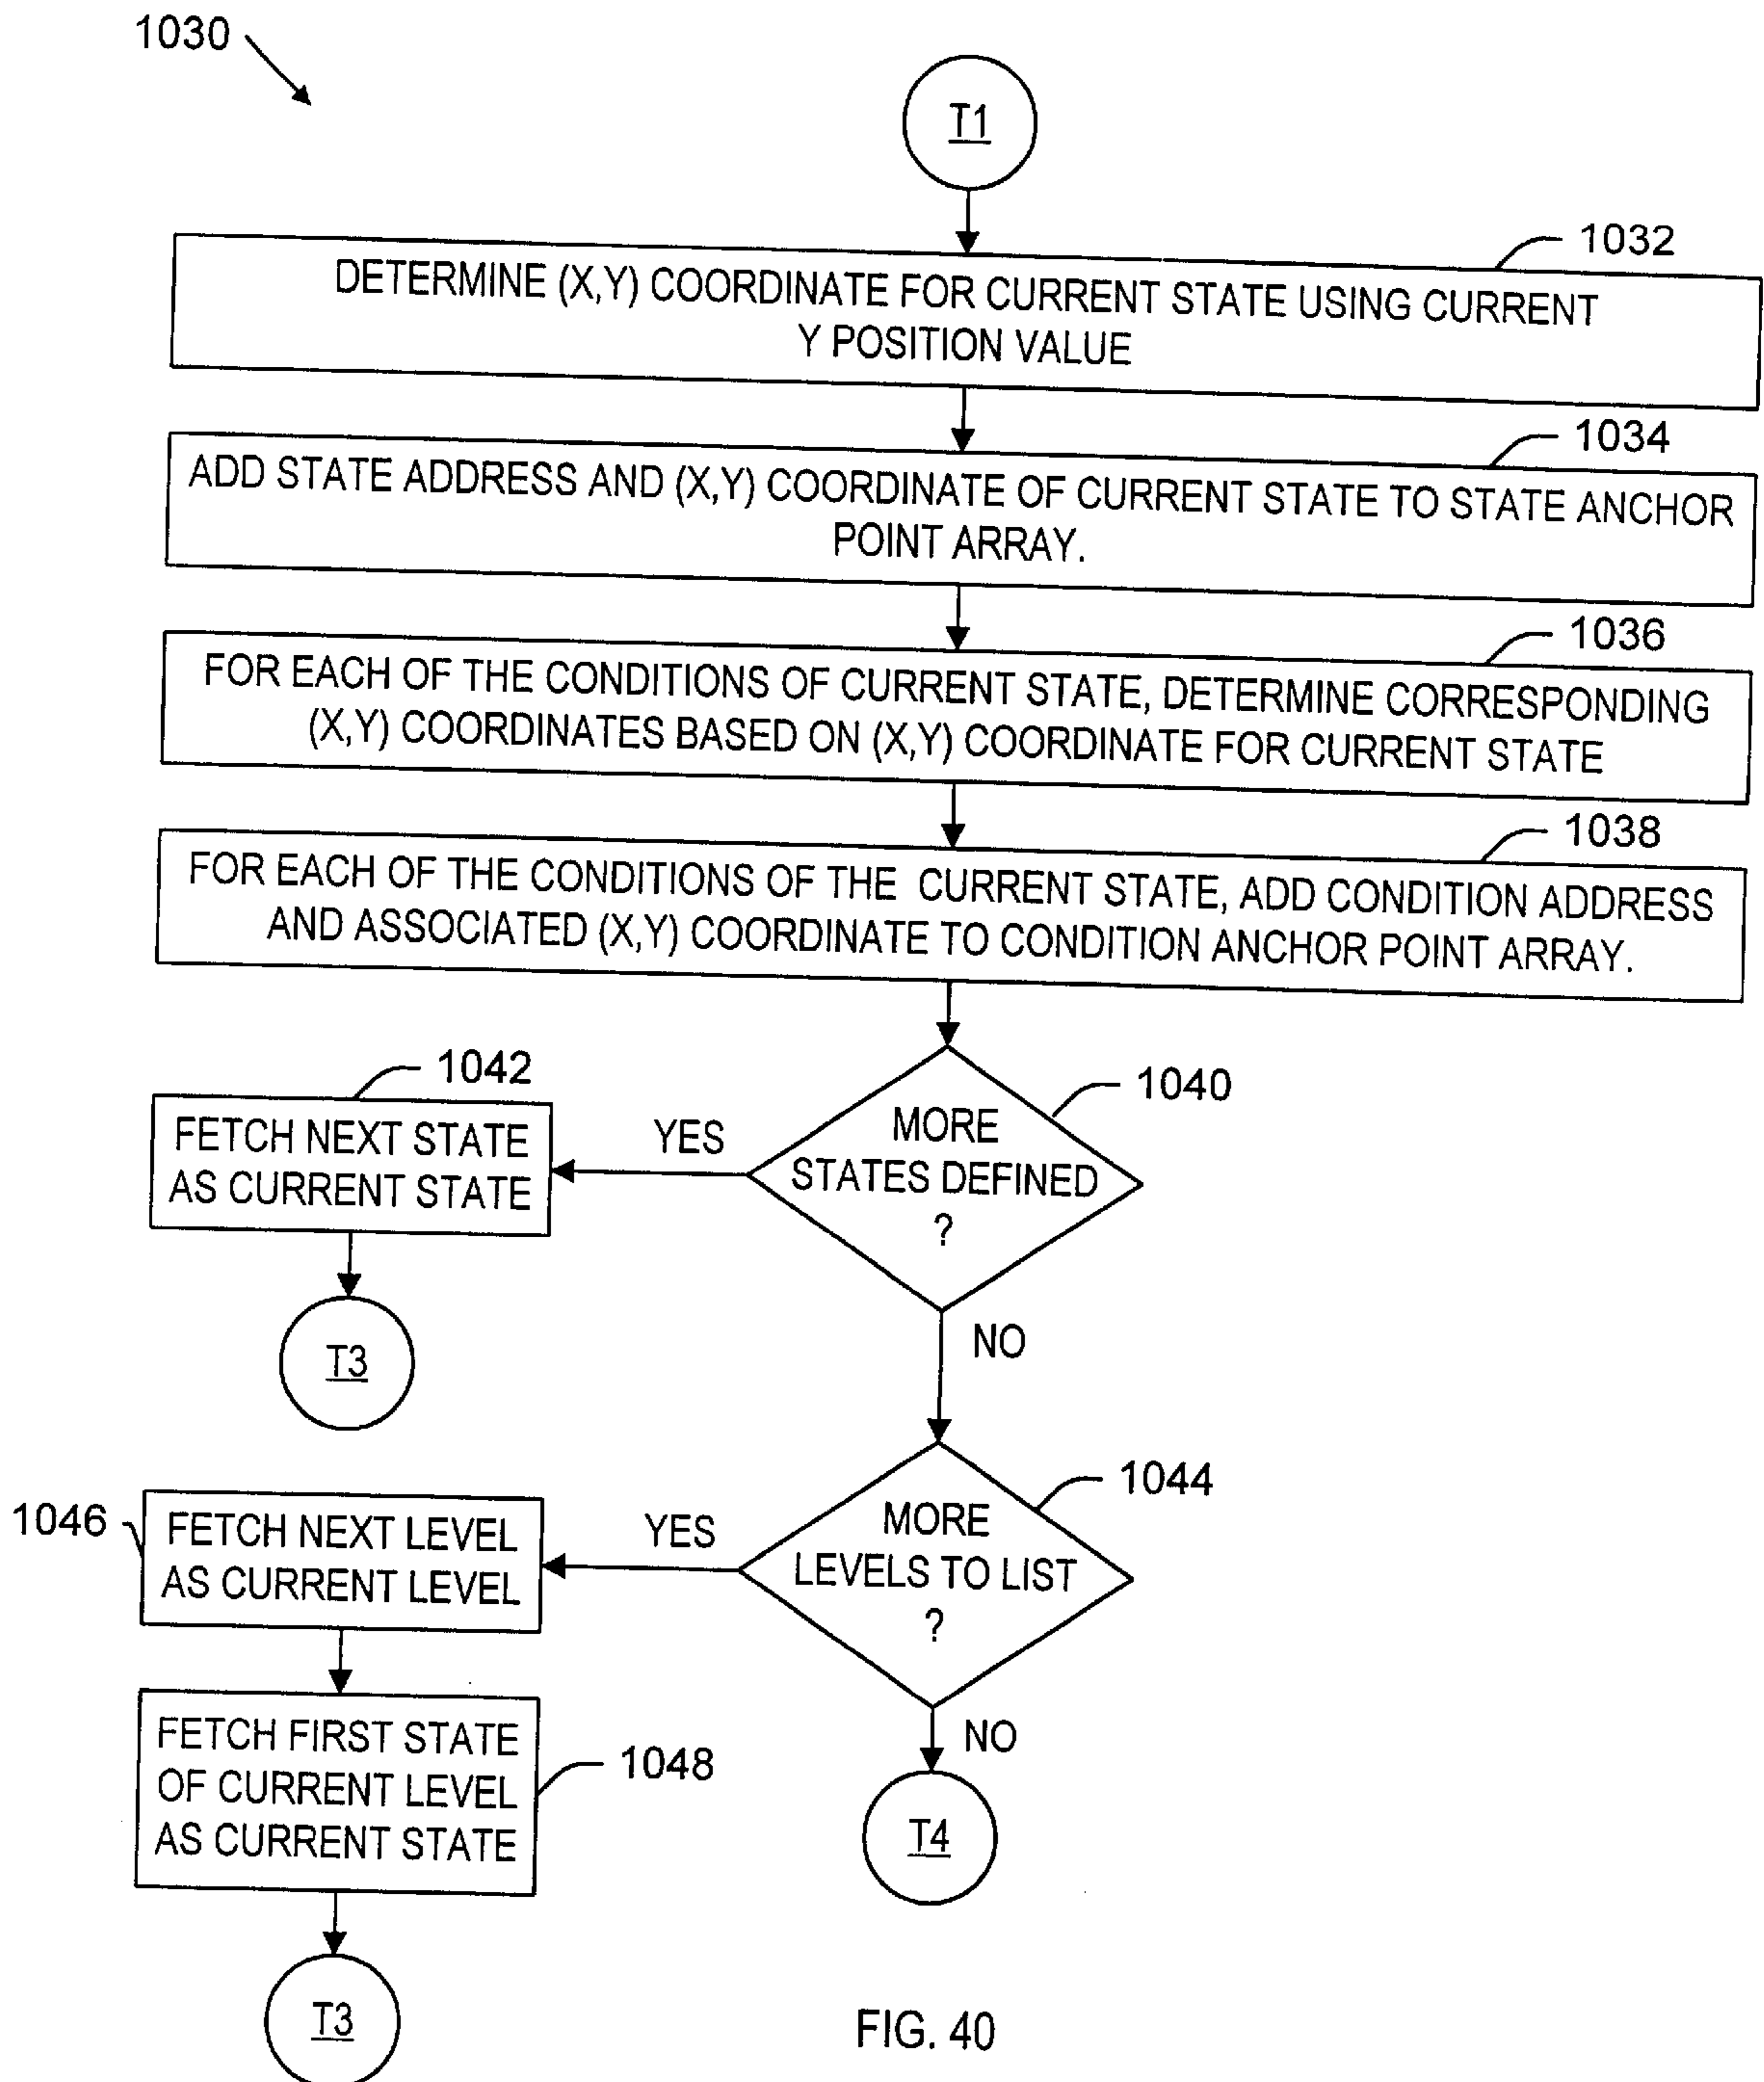 1030
T1
1032
DETERMINE (X,Y) COORDINATE FOR CURRENT STATE USING CURRENT
Y POSITION VALUE
1034
ADD STATE ADDRESS AND (X,Y) COORDINATE OF CURRENT STATE TO STATE ANCHOR
POINT ARRAY.
1036
FOR EACH OF THE CONDITIONS OF CURRENT STATE, DETERMINE CORRESPONDING
(X,Y) COORDINATES BASED ON (X,Y) COORDINATE FOR CURRENT STATE
1038
FOR EACH OF THE CONDITIONS OF THE CURRENT STATE, ADD CONDITION ADDRESS
AND ASSOCIATED (X,Y) COORDINATE TO CONDITION ANCHOR POINT ARRAY.
1040
MORE
STATES DEFINED
?
YES
1042
FETCH NEXT STATE
AS CURRENT STATE
T3
NO
1044
MORE
LEVELS TO LIST
?
YES
1046
FETCH NEXT LEVEL
AS CURRENT LEVEL
1048
FETCH FIRST STATE
OF CURRENT LEVEL
AS CURRENT STATE
T3
NO
T4
FIG. 40